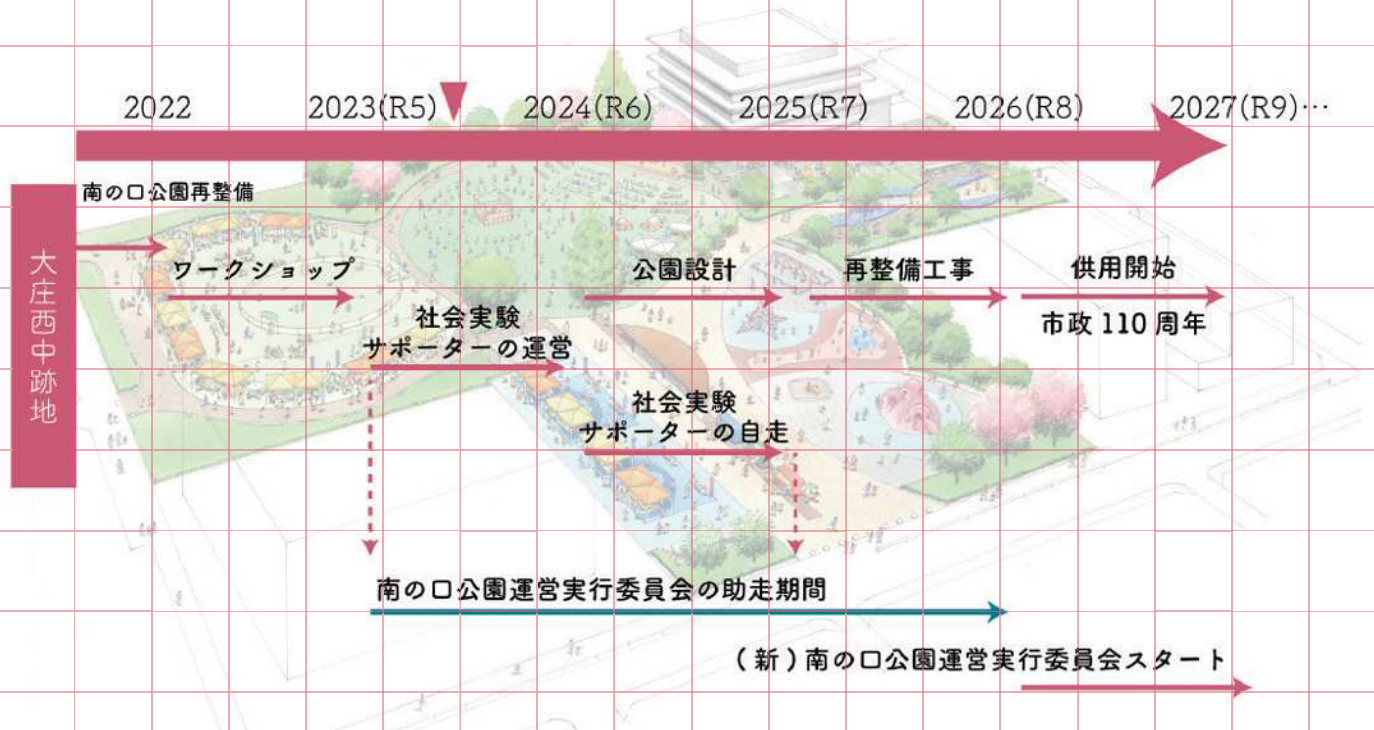 2022
2023(R5)
2024(R6)
2025(R7)
2026(R8)
2027(R9)…
大庄西中跡地
南の口公園再整備
ワークショップ
公園設計
再整備工事
供用開始
市政110周年
社会実験
サポーターの運営
社会実験
サポーターの自走
南の口公園運営実行委員会の助走期間
(新)南の口公園運営実行委員会スタート